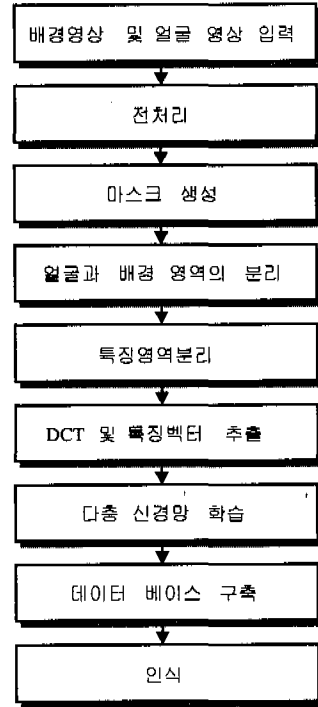 배경영상 및 얼굴 영상 입력
전처리
마스크 생성
얼굴과 배경 영역의 분리
특징영역분리
DCT 및 특징벡터 추출
다층 신경망 학습
데이터 베이스 구축
인식